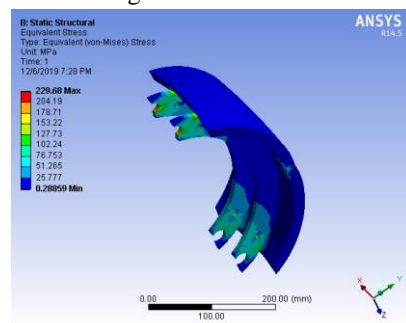 B: Static Structural
Equivalent Stress
Type: Equivalent (von-Mises) Stress
Unit: MPa
Time: 1
12/6/2019 7:28 PM
229.68 Max
204.19
178.71
153.22
127.73
102.24
76.753
51.265
25.777
0.28859 Min
ANSYS
R14.5
0.00
200.00 (mm)
100.00
X
Y
Z